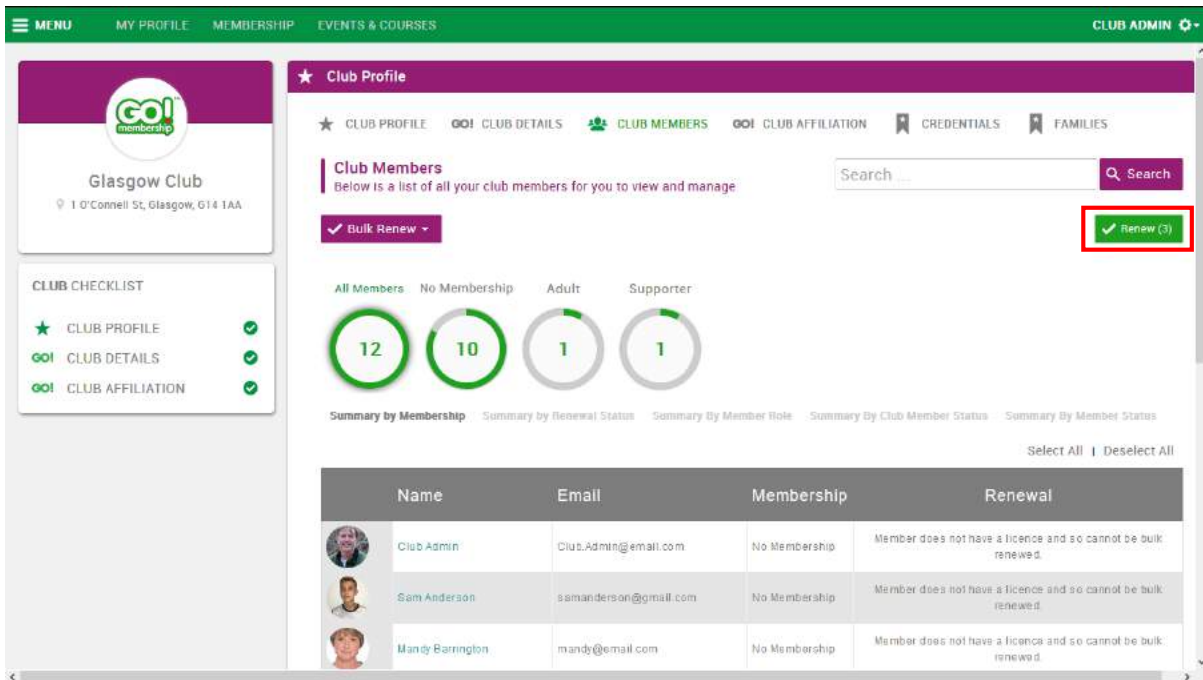 MENU MY PROFILE MEMBERSHIP EVENTS & COURSES CLUB ADMIN
GO!
membership
Glasgow Club
1 O'Connell St, Glasgow, G14 1AA
CLUB CHECKLIST
CLUB PROFILE
GO! CLUB DETAILS
GO! CLUB AFFILIATION
Club Profile
CLUB PROFILE GO! CLUB DETAILS CLUB MEMBERS GO! CLUB AFFILIATION CREDENTIALS FAMILIES
Club Members
Below is a list of all your club members for you to view and manage
Search ... Search
Bulk Renew Renew (3)
All Members No Membership Adult Supporter
12 10 1 1
Summary by Membership Summary by Renewal Status Summary By Member Role Summary By Club Member Status Summary By Member Status
Select All | Deselect All
Name Email Membership Renewal
Club Admin Club.Admin@email.com No Membership Member does not have a licence and so cannot be bulk
renewed.
Sam Anderson samanderson@gmail.com No Membership Member does not have a licence and so cannot be bulk
renewed.
Mandy Barrington mandy@email.com No Membership Member does not have a licence and so cannot be bulk
renewed.